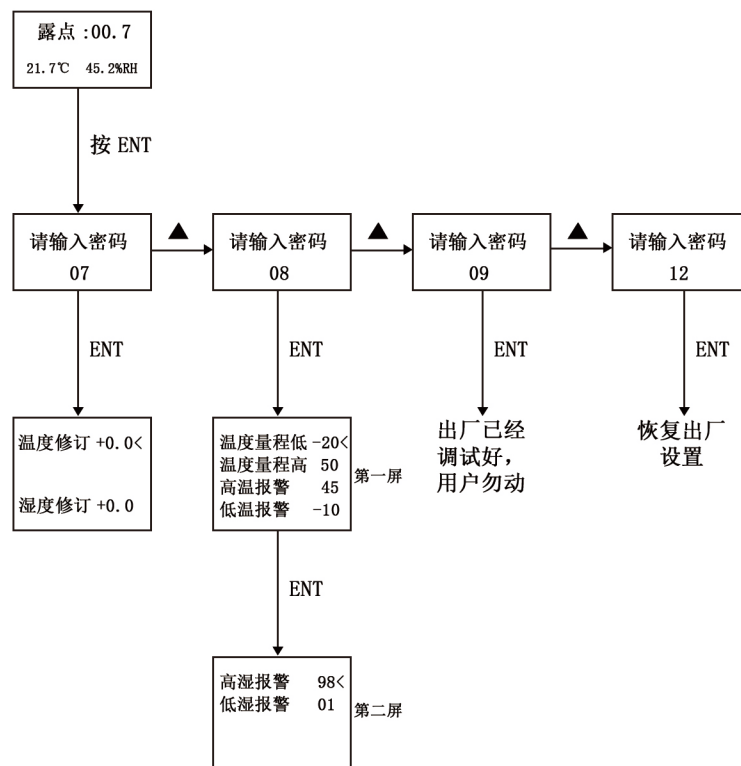 露点 :00.7
21.7℃ 45.2%RH
按 ENT
请输入密码
07
▲
请输入密码
08
▲
请输入密码
09
▲
请输入密码
12
ENT
ENT
ENT
ENT
温度修订 +0.0<
湿度修订 +0.0
温度量程低 -20<
温度量程高 50
高温报警 45
低温报警 -10
第一屏
出厂已经
调试好，
用户勿动
恢复出厂
设置
ENT
高湿报警 98<
低湿报警 01
第二屏